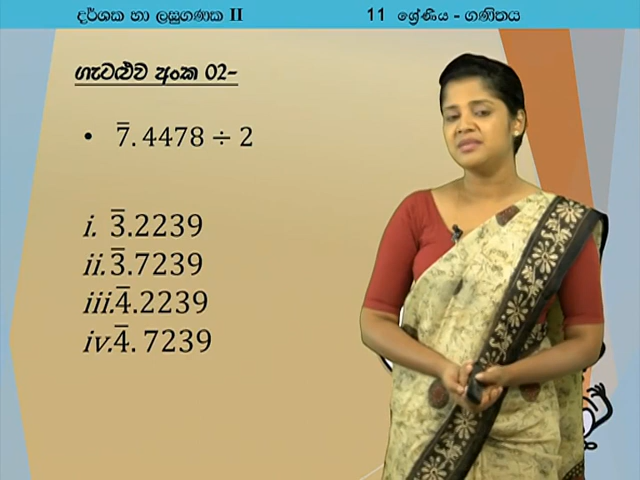 දර්ශක හා ලඝුගණක II
11 ශ්‍රේණිය - ගණිතය
ගැටළුව අංක 02-
• 7̅. 4478 ÷ 2
i. 3̅.2239
ii. 3̅.7239
iii. 4̅.2239
iv. 4̅. 7239